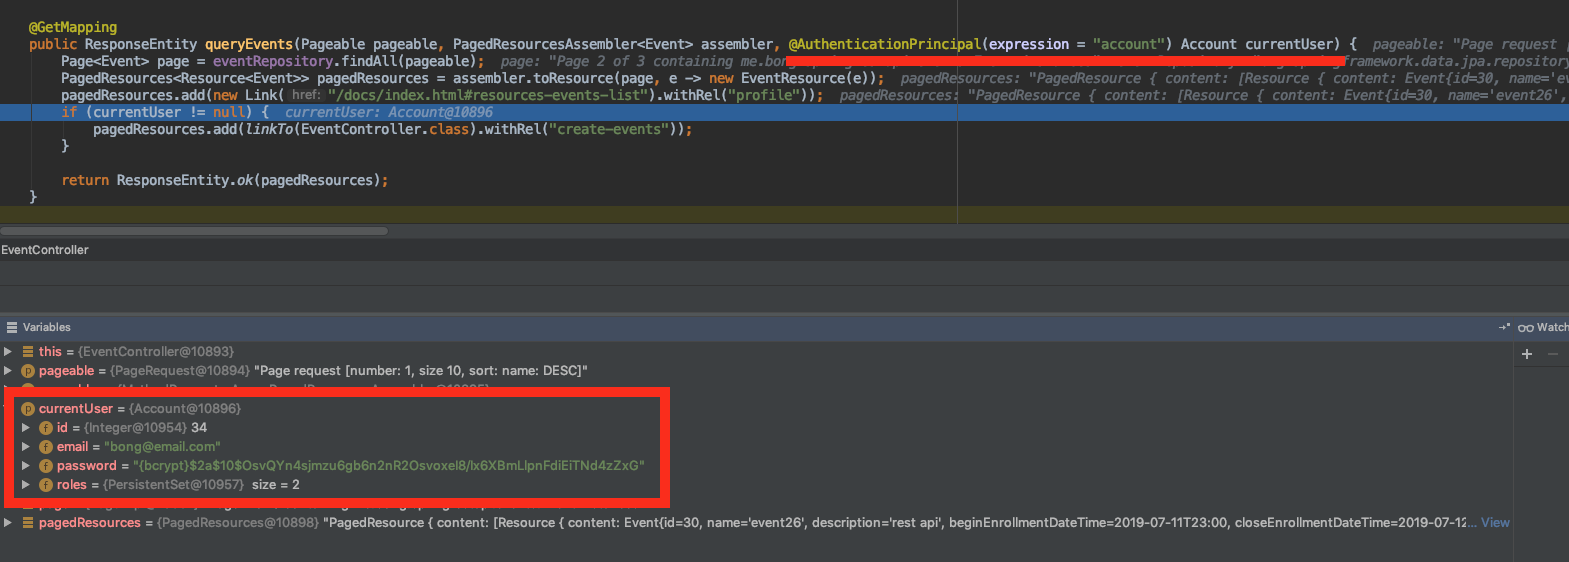 @GetMapping
public ResponseEntity queryEvents(Pageable pageable, PagedResourcesAssembler<Event> assembler, @AuthenticationPrincipal(expression = "account") Account currentUser) {  pageable: "Page request
Page<Event> page = eventRepository.findAll(pageable);  page: "Page 2 of 3 containing me.bong framework.data.jpa.repository
PagedResources<Resource<Event>> pagedResources = assembler.toResource(page, e -> new EventResource(e));  pagedResources: "PagedResource { content: [Resource { content: Event{id=30, name='ev
pagedResources.add(new Link( href: "/docs/index.html#resources-events-list").withRel("profile"));  pagedResources: "PagedResource { content: [Resource { content: Event{id=30, name='event26',
if (currentUser != null) {  currentUser: Account@10896
pagedResources.add(linkTo(EventController.class).withRel("create-events"));
}
return ResponseEntity.ok(pagedResources);
}
EventController
Variables
Watch
this = {EventController@10893}
pageable = {PageRequest@10894} "Page request [number: 1, size 10, sort: name: DESC]"
currentUser = {Account@10896}
id = {Integer@10954} 34
email = "bong@email.com"
password = "{bcrypt}$2a$10$OsvQYn4sjmzu6gb6n2nR2Osvoxel8/Ix6XBmLlpnFdiEiTNd4zZxG"
roles = {PersistentSet@10957}  size = 2
pagedResources = {PagedResources@10898} "PagedResource { content: [Resource { content: Event{id=30, name='event26', description='rest api', beginEnrollmentDateTime=2019-07-11T23:00, closeEnrollmentDateTime=2019-07-12... View